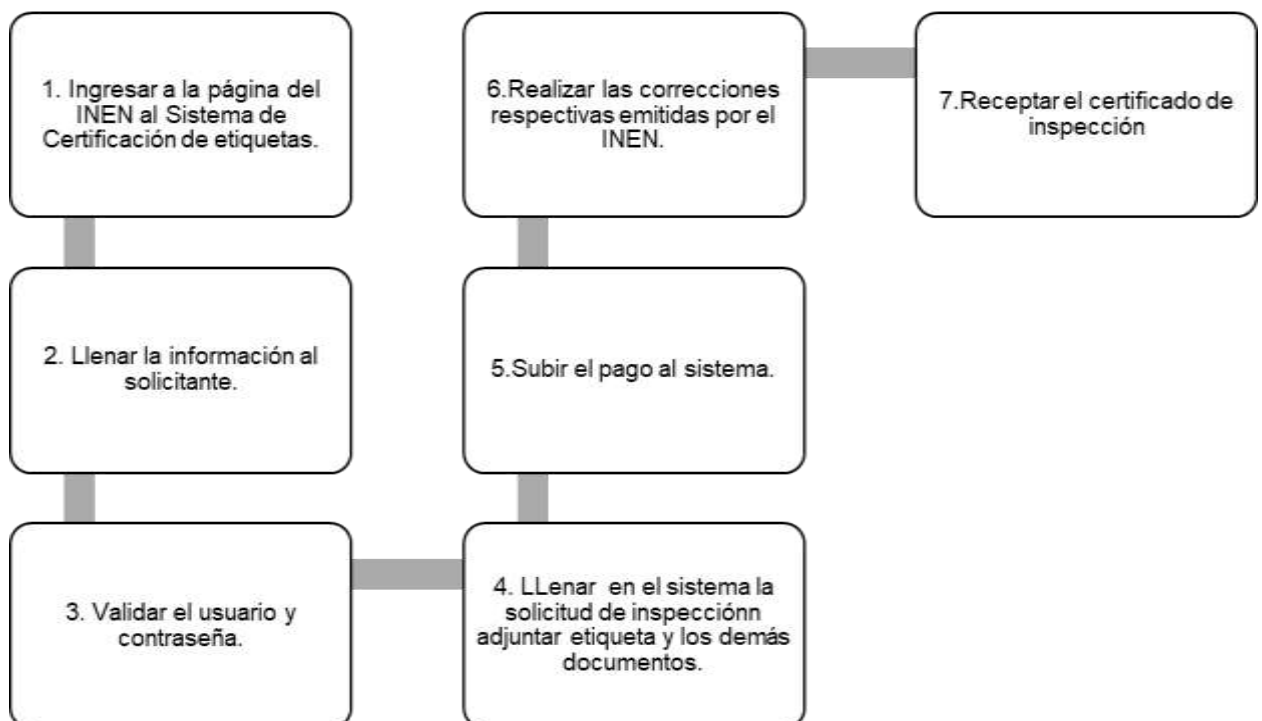 1. Ingresar a la página del
INEN al Sistema de
Certificación de etiquetas.
2. Llenar la información al
solicitante.
3. Validar el usuario y
contraseña.
4. LLenar en el sistema la
solicitud de inspecciónn
adjuntar etiqueta y los demás
documentos.
5.Subir el pago al sistema.
6.Realizar las correcciones
respectivas emitidas por el
INEN.
7.Receptar el certificado de
inspección